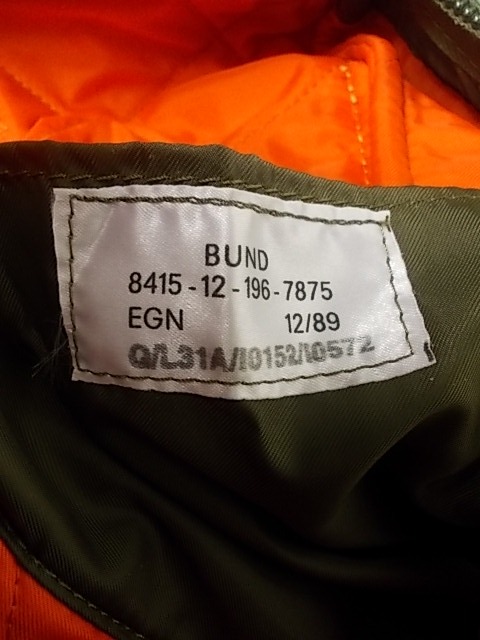 BUND
8415-12-196-7875
EGN 12/89
Q/L31A/I0152/I0572